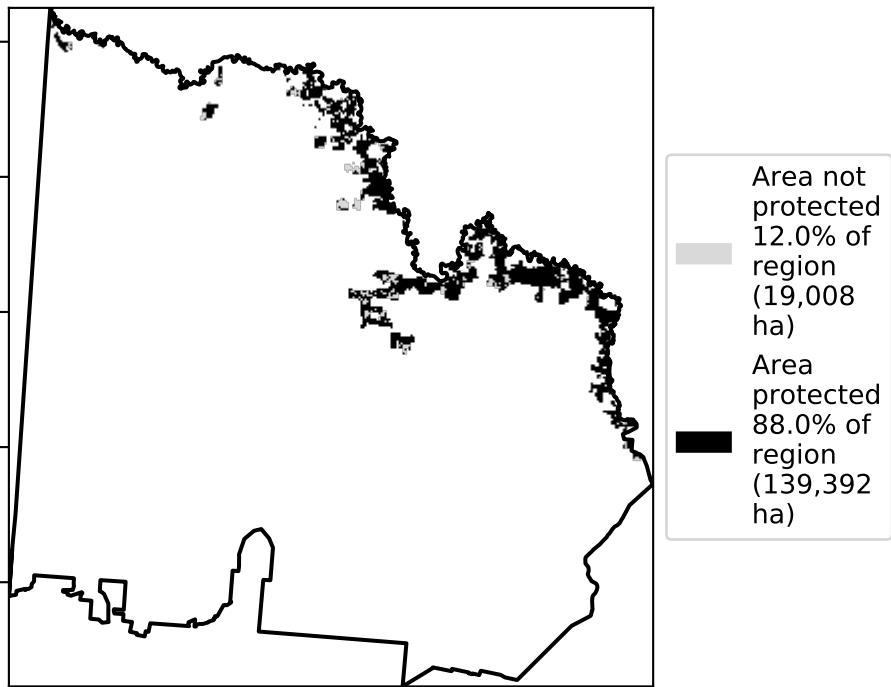 Area not
protected
12.0% of
region
(19,008
ha)
Area
protected
88.0% of
region
(139,392
ha)